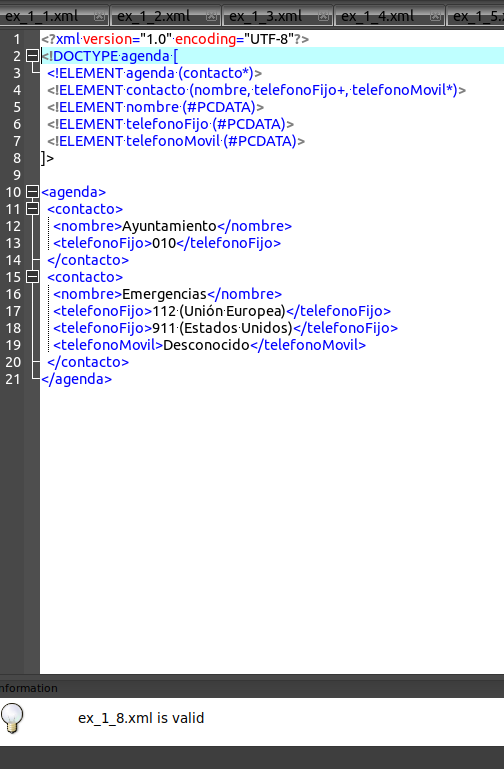 ex_1_1.xml ex_1_2.xml ex_1_3.xml ex_1_4.xml ex_1_5.xml
1 <?xml version="1.0" encoding="UTF-8"?>
2 <!DOCTYPE agenda [
3 <!ELEMENT agenda (contacto*)>
4 <!ELEMENT contacto (nombre, telefonoFijo+, telefonoMovil*)>
5 <!ELEMENT nombre (#PCDATA)>
6 <!ELEMENT telefonoFijo (#PCDATA)>
7 <!ELEMENT telefonoMovil (#PCDATA)>
8 ]>
9
10 <agenda>
11 <contacto>
12 <nombre>Ayuntamiento</nombre>
13 <telefonoFijo>010</telefonoFijo>
14 </contacto>
15 <contacto>
16 <nombre>Emergencias</nombre>
17 <telefonoFijo>112 (Unión Europea)</telefonoFijo>
18 <telefonoFijo>911 (Estados Unidos)</telefonoFijo>
19 <telefonoMovil>Desconocido</telefonoMovil>
20 </contacto>
21 </agenda>
nformation
ex_1_8.xml is valid